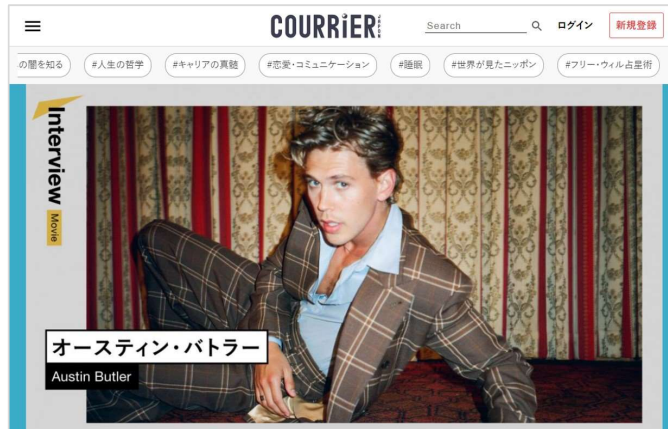 COURRiER JAPON
Search
ログイン
新規登録
の闇を知る
#人生の哲学
#キャリアの真髄
#恋愛・コミュニケーション
#睡眠
#世界が見たニッポン
#フリー・ウィル占星術
Interview
Movie
オースティン・バトラー
Austin Butler